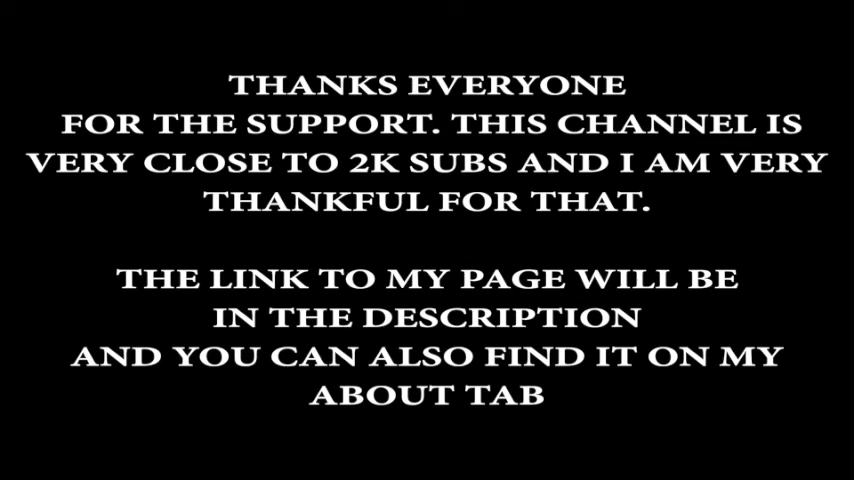 THANKS EVERYONE
FOR THE SUPPORT. THIS CHANNEL IS
VERY CLOSE TO 2K SUBS AND I AM VERY
THANKFUL FOR THAT.
THE LINK TO MY PAGE WILL BE
IN THE DESCRIPTION
AND YOU CAN ALSO FIND IT ON MY
ABOUT TAB